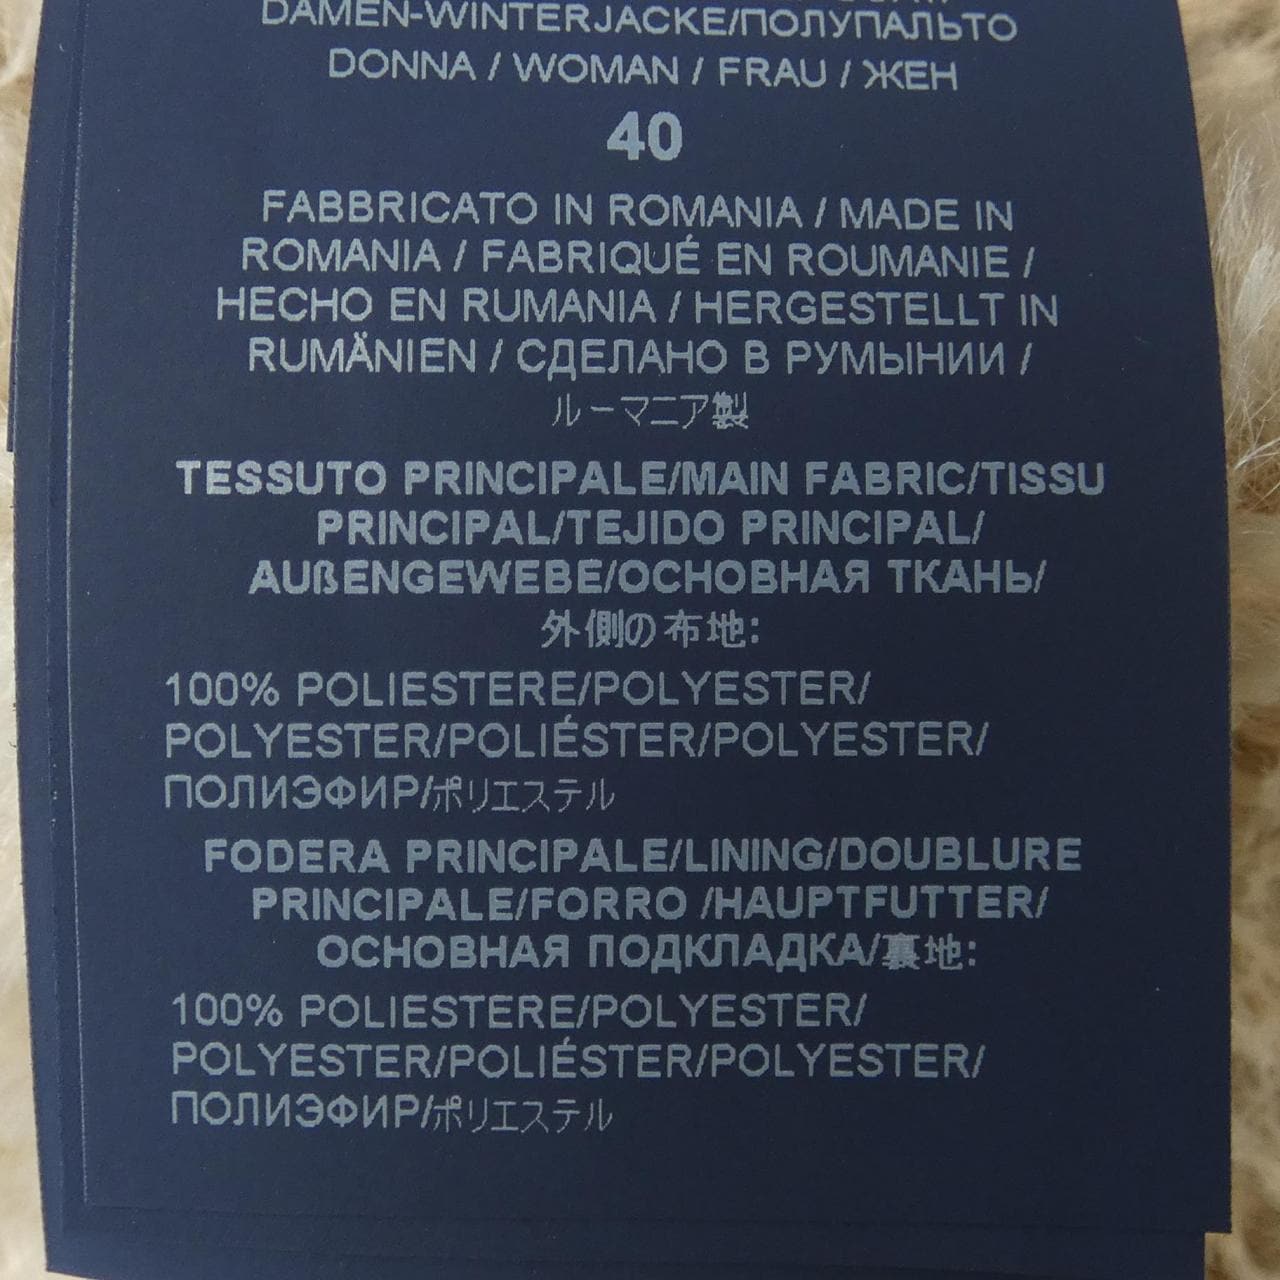 DAMEN-WINTERJACKE/ПОЛУПАЛЬТО
DONNA / WOMAN / FRAU / ЖЕН
40
FABBRICATO IN ROMANIA / MADE IN
ROMANIA / FABRIQUÉ EN ROUMANIE /
HECHO EN RUMANIA / HERGESTELLT IN
RUMÄNIEN / СДЕЛАНО В РУМЫНИИ /
ルーマニア製
TESSUTO PRINCIPALE/MAIN FABRIC/TISSU
PRINCIPAL/TEJIDO PRINCIPAL/
AUßENGEWEBE/ОСНОВНАЯ ТКАНЬ/
外側の布地:
100% POLIESTERE/POLYESTER/
POLYESTER/POLIÉSTER/POLYESTER/
ПОЛИЭФИР/ポリエステル
FODERA PRINCIPALE/LINING/DOUBLURE
PRINCIPALE/FORRO /HAUPTFUTTER/
ОСНОВНАЯ ПОДКЛАДКА/裏地:
100% POLIESTERE/POLYESTER/
POLYESTER/POLIÉSTER/POLYESTER/
ПОЛИЭФИР/ポリエステル